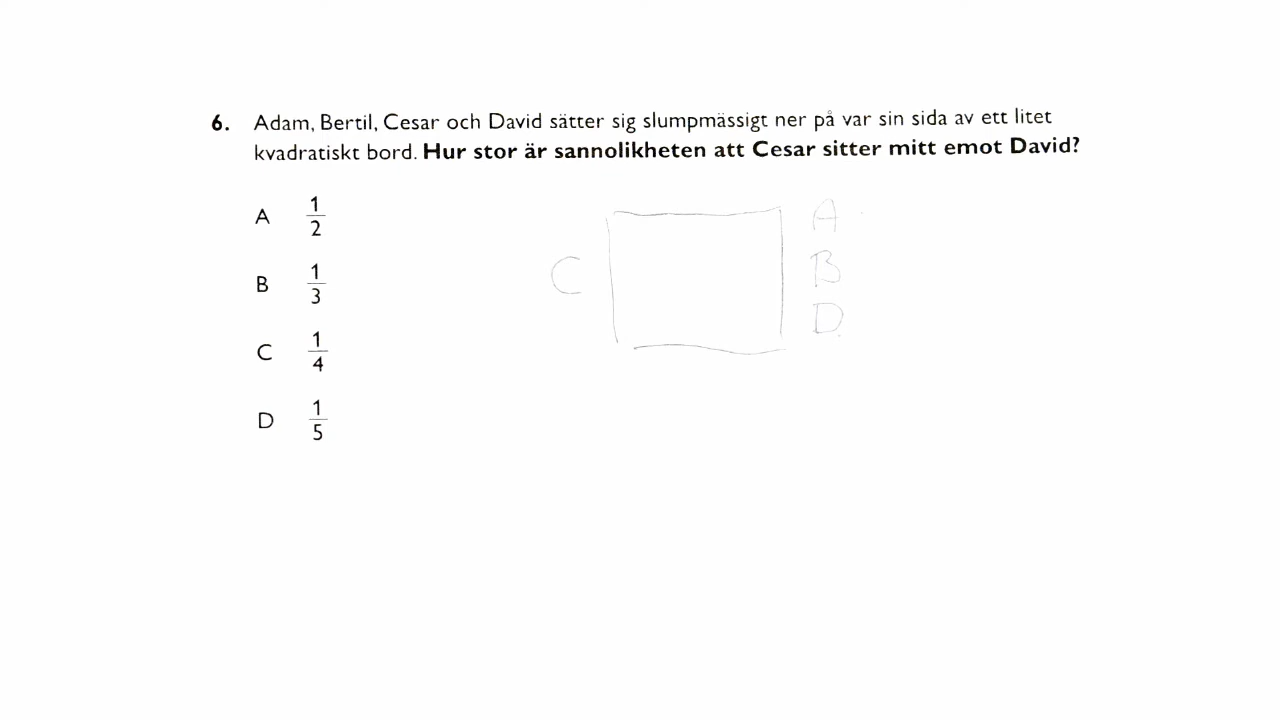 6. Adam, Bertil, Cesar och David sätter sig slumpmässigt ner på var sin sida av ett litet
kvadratiskt bord. Hur stor är sannolikheten att Cesar sitter mitt emot David?
A 1/2
B 1/3
C 1/4
D 1/5
A
C
B
D